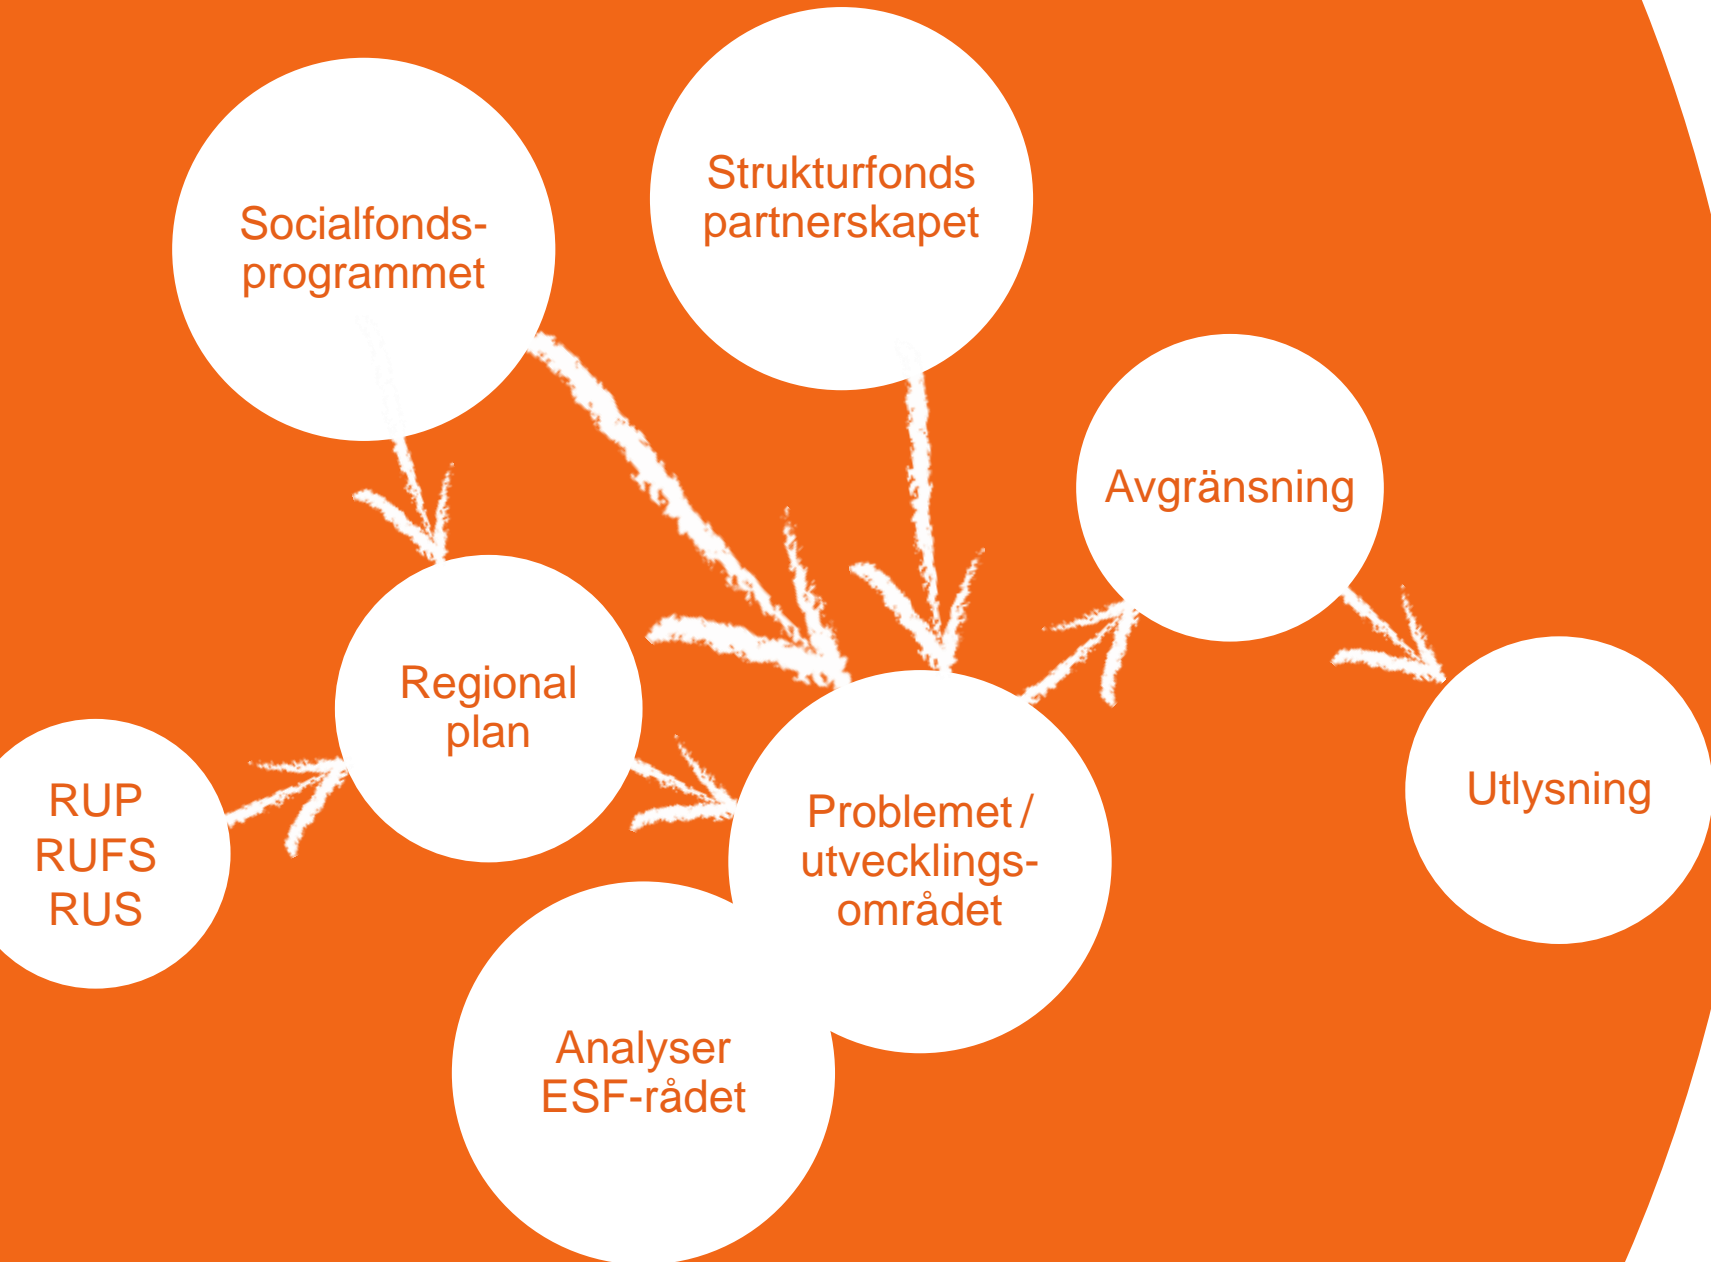 Socialfonds-
programmet
Strukturfonds
partnerskapet
Avgränsning
Regional
plan
Utlysning
RUP
RUFS
RUS
Problemet /
utvecklings-
området
Analyser
ESF-rådet